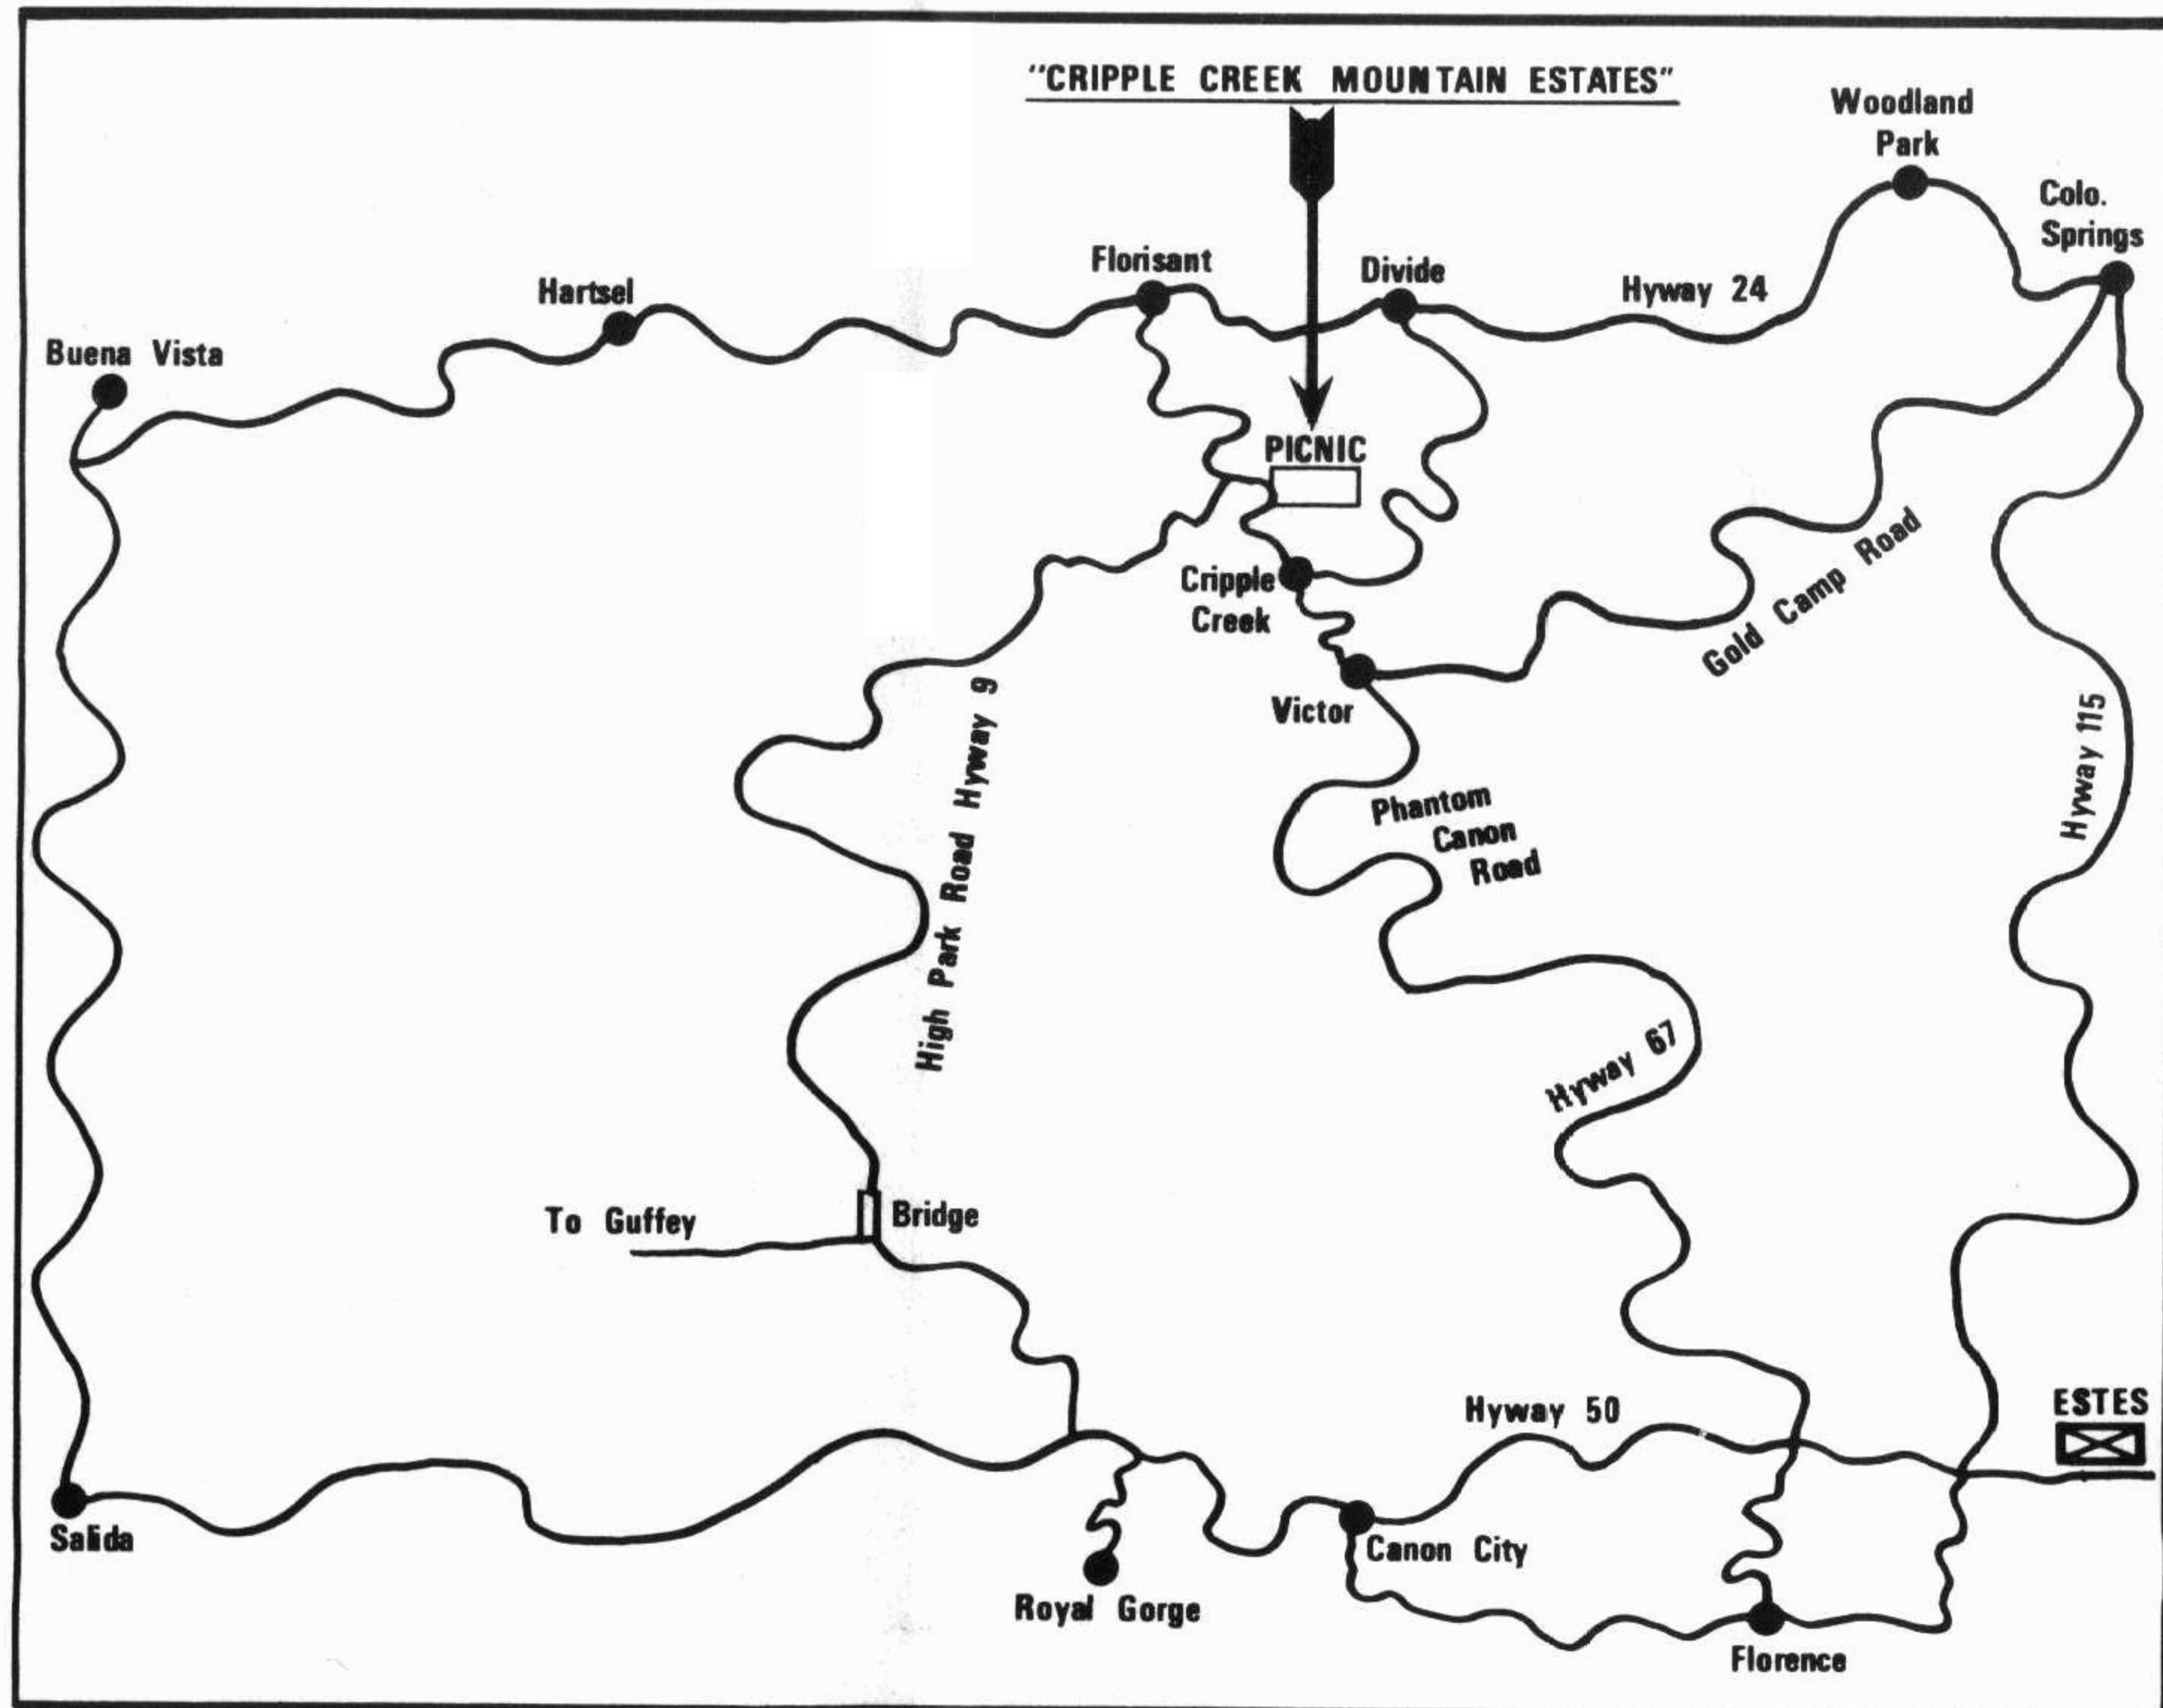 "CRIPPLE CREEK MOUNTAIN ESTATES"
Woodland
Park
Colo.
Springs
Florisant
Divide
Hyway 24
Hartsel
Buena Vista
PICNIC
Cripple
Creek
Gold Camp Road
Victor
High Park Road Hyway 9
Hyway 115
Phantom
Canon
Road
Hyway 67
To Guffey
Bridge
Hyway 50
ESTES
Salida
Canon City
Royal Gorge
Florence